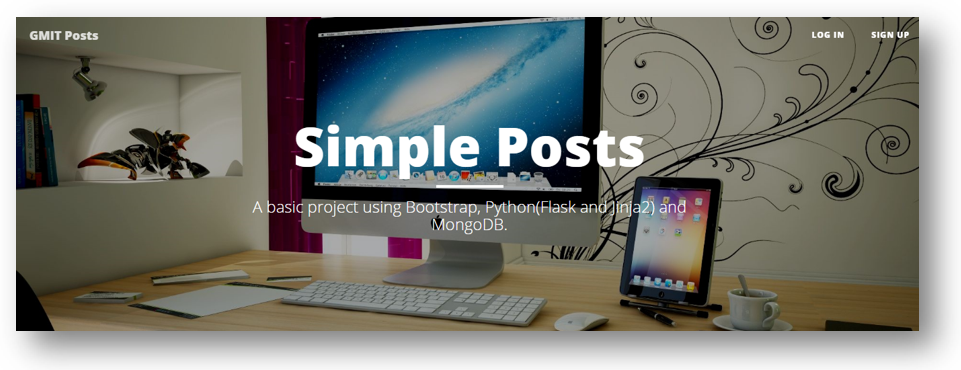 GMIT Posts
LOG IN
SIGN UP
Simple Posts
A basic project using Bootstrap, Python(Flask and Jinja2) and
MongoDB.